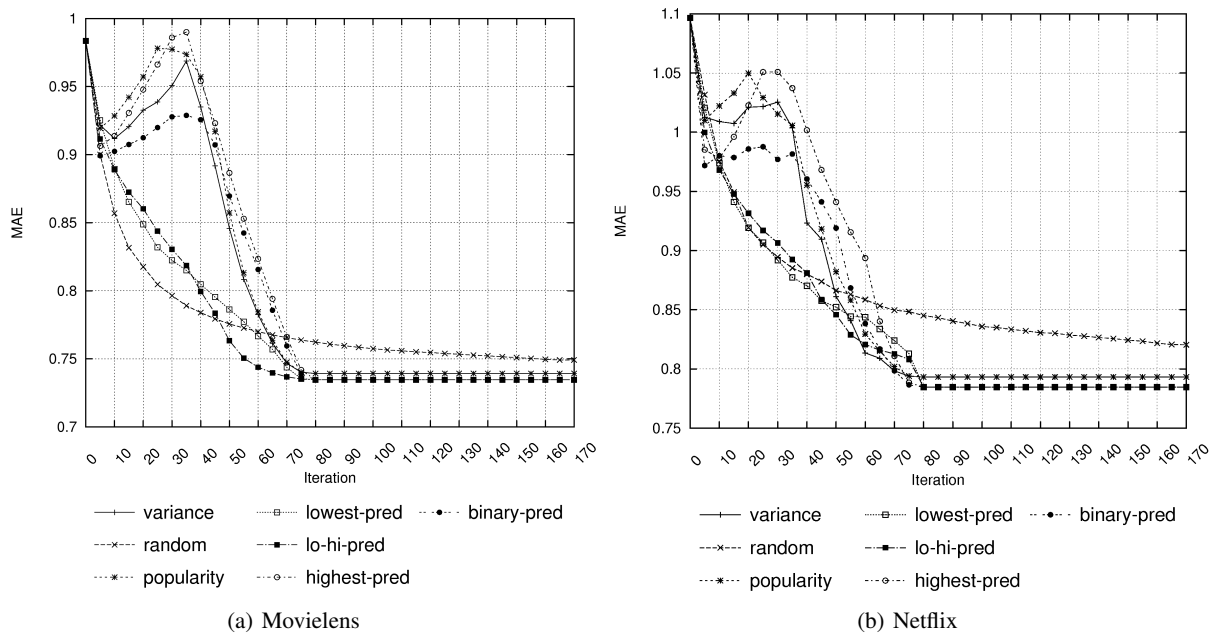 1
0.95
0.9
0.85
0.8
0.75
0.7
MAE
0 10 20 30 40 50 60 70 80 90 100 110 120 130 140 150 160 170
Iteration
variance lowest-pred binary-pred
random lo-hi-pred
popularity highest-pred
(a) Movielens
1.1
1.05
1
0.95
0.9
0.85
0.8
0.75
MAE
0 10 20 30 40 50 60 70 80 90 100 110 120 130 140 150 160 170
Iteration
variance lowest-pred binary-pred
random lo-hi-pred
popularity highest-pred
(b) Netflix